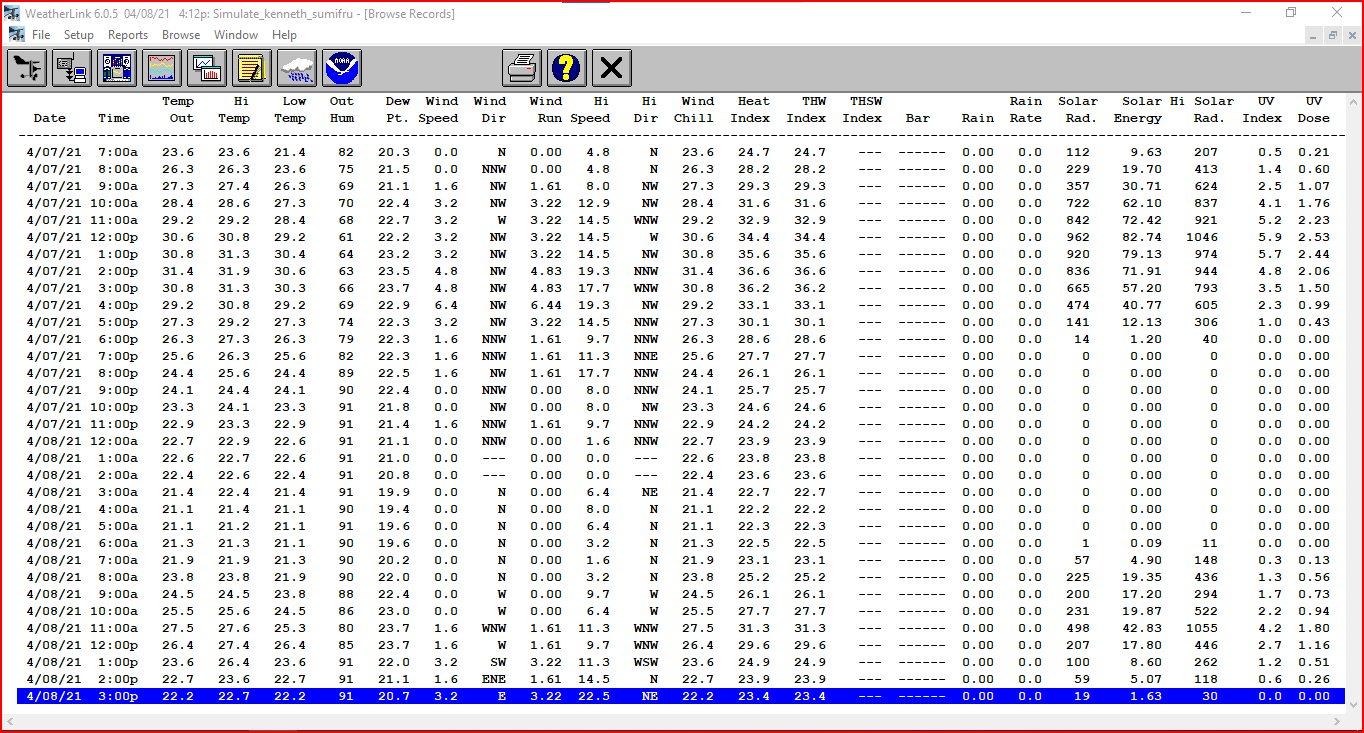 WeatherLink 6.0.5 04/08/21 4:12p: Simulate_kenneth_sumifru - [Browse Records]
File Setup Reports Browse Window Help
NOAA
Temp Hi Low Out Dew Wind Wind Wind Hi Hi Wind Heat THW THSW Rain Solar Solar Hi Solar UV UV
Date Time Out Temp Temp Hum Pt. Speed Dir Run Speed Dir Chill Index Index Index Bar Rain Rate Rad. Energy Rad. Index Dose
4/07/21 7:00a 23.6 23.6 21.4 82 20.3 0.0 N 0.00 4.8 N 23.6 24.7 24.7 --- ------ 0.00 0.0 112 9.63 207 0.5 0.21
4/07/21 8:00a 26.3 26.3 23.6 75 21.5 0.0 NNW 0.00 4.8 N 26.3 28.2 28.2 --- ------ 0.00 0.0 229 19.70 413 1.4 0.60
4/07/21 9:00a 27.3 27.4 26.3 69 21.1 1.6 NW 1.61 8.0 NW 27.3 29.3 29.3 --- ------ 0.00 0.0 357 30.71 624 2.5 1.07
4/07/21 10:00a 28.4 28.6 27.3 70 22.4 3.2 NW 3.22 12.9 NW 28.4 31.6 31.6 --- ------ 0.00 0.0 722 62.10 837 4.1 1.76
4/07/21 11:00a 29.2 29.2 28.4 68 22.7 3.2 W 3.22 14.5 WNW 29.2 32.9 32.9 --- ------ 0.00 0.0 842 72.42 921 5.2 2.23
4/07/21 12:00p 30.6 30.8 29.2 61 22.2 3.2 NW 3.22 14.5 W 30.6 34.4 34.4 --- ------ 0.00 0.0 962 82.74 1046 5.9 2.53
4/07/21 1:00p 30.8 31.3 30.4 64 23.2 3.2 NW 3.22 14.5 NW 30.8 35.6 35.6 --- ------ 0.00 0.0 920 79.13 974 5.7 2.44
4/07/21 2:00p 31.4 31.9 30.6 63 23.5 4.8 NW 4.83 19.3 NNW 31.4 36.6 36.6 --- ------ 0.00 0.0 836 71.91 944 4.8 2.06
4/07/21 3:00p 30.8 31.3 30.3 66 23.7 4.8 NW 4.83 17.7 WNW 30.8 36.2 36.2 --- ------ 0.00 0.0 665 57.20 793 3.5 1.50
4/07/21 4:00p 29.2 30.8 29.2 69 22.9 6.4 NW 6.44 19.3 NW 29.2 33.1 33.1 --- ------ 0.00 0.0 474 40.77 605 2.3 0.99
4/07/21 5:00p 27.3 29.2 27.3 74 22.3 3.2 NW 3.22 14.5 NNW 27.3 30.1 30.1 --- ------ 0.00 0.0 141 12.13 306 1.0 0.43
4/07/21 6:00p 26.3 27.3 26.3 79 22.3 1.6 NNW 1.61 9.7 NNW 26.3 28.6 28.6 --- ------ 0.00 0.0 14 1.20 40 0.0 0.00
4/07/21 7:00p 25.6 26.3 25.6 82 22.3 1.6 NNW 1.61 11.3 NNE 25.6 27.7 27.7 --- ------ 0.00 0.0 0 0.00 0 0.0 0.00
4/07/21 8:00p 24.4 25.6 24.4 89 22.5 1.6 NW 1.61 17.7 NNW 24.4 26.1 26.1 --- ------ 0.00 0.0 0 0.00 0 0.0 0.00
4/07/21 9:00p 24.1 24.4 24.1 90 22.4 0.0 NNW 0.00 8.0 NNW 24.1 25.7 25.7 --- ------ 0.00 0.0 0 0.00 0 0.0 0.00
4/07/21 10:00p 23.3 24.1 23.3 91 21.8 0.0 NW 0.00 8.0 NW 23.3 24.6 24.6 --- ------ 0.00 0.0 0 0.00 0 0.0 0.00
4/07/21 11:00p 22.9 23.3 22.9 91 21.4 1.6 NNW 1.61 9.7 NNW 22.9 24.2 24.2 --- ------ 0.00 0.0 0 0.00 0 0.0 0.00
4/08/21 12:00a 22.7 22.9 22.6 91 21.1 0.0 NNW 0.00 1.6 NNW 22.7 23.9 23.9 --- ------ 0.00 0.0 0 0.00 0 0.0 0.00
4/08/21 1:00a 22.6 22.7 22.6 91 21.0 0.0 --- 0.00 0.0 --- 22.6 23.8 23.8 --- ------ 0.00 0.0 0 0.00 0 0.0 0.00
4/08/21 2:00a 22.4 22.6 22.4 91 20.8 0.0 --- 0.00 0.0 --- 22.4 23.6 23.6 --- ------ 0.00 0.0 0 0.00 0 0.0 0.00
4/08/21 3:00a 21.4 22.4 21.4 91 19.9 0.0 N 0.00 6.4 NE 21.4 22.7 22.7 --- ------ 0.00 0.0 0 0.00 0 0.0 0.00
4/08/21 4:00a 21.1 21.4 21.1 90 19.4 0.0 N 0.00 8.0 N 21.1 22.2 22.2 --- ------ 0.00 0.0 0 0.00 0 0.0 0.00
4/08/21 5:00a 21.1 21.2 21.1 91 19.6 0.0 N 0.00 6.4 N 21.1 22.3 22.3 --- ------ 0.00 0.0 0 0.00 0 0.0 0.00
4/08/21 6:00a 21.3 21.3 21.1 90 19.6 0.0 N 0.00 3.2 N 21.3 22.5 22.5 --- ------ 0.00 0.0 1 0.09 11 0.0 0.00
4/08/21 7:00a 21.9 21.9 21.3 90 20.2 0.0 N 0.00 1.6 N 21.9 23.1 23.1 --- ------ 0.00 0.0 57 4.90 148 0.3 0.13
4/08/21 8:00a 23.8 23.8 21.9 90 22.0 0.0 N 0.00 3.2 N 23.8 25.2 25.2 --- ------ 0.00 0.0 225 19.35 436 1.3 0.56
4/08/21 9:00a 24.5 24.5 23.8 88 22.4 0.0 W 0.00 9.7 W 24.5 26.1 26.1 --- ------ 0.00 0.0 200 17.20 294 1.7 0.73
4/08/21 10:00a 25.5 25.6 24.5 86 23.0 0.0 W 0.00 6.4 W 25.5 27.7 27.7 --- ------ 0.00 0.0 231 19.87 522 2.2 0.94
4/08/21 11:00a 27.5 27.6 25.3 80 23.7 1.6 WNW 1.61 11.3 WNW 27.5 31.3 31.3 --- ------ 0.00 0.0 498 42.83 1055 4.2 1.80
4/08/21 12:00p 26.4 27.4 26.4 85 23.7 1.6 W 1.61 9.7 WNW 26.4 29.6 29.6 --- ------ 0.00 0.0 207 17.80 446 2.7 1.16
4/08/21 1:00p 23.6 26.4 23.6 91 22.0 3.2 SW 3.22 11.3 WSW 23.6 24.9 24.9 --- ------ 0.00 0.0 100 8.60 262 1.2 0.51
4/08/21 2:00p 22.7 23.6 22.7 91 21.1 1.6 ENE 1.61 14.5 N 22.7 23.9 23.9 --- ------ 0.00 0.0 59 5.07 118 0.6 0.26
4/08/21 3:00p 22.2 22.7 22.2 91 20.7 3.2 E 3.22 22.5 NE 22.2 23.4 23.4 --- ------ 0.00 0.0 19 1.63 30 0.0 0.00